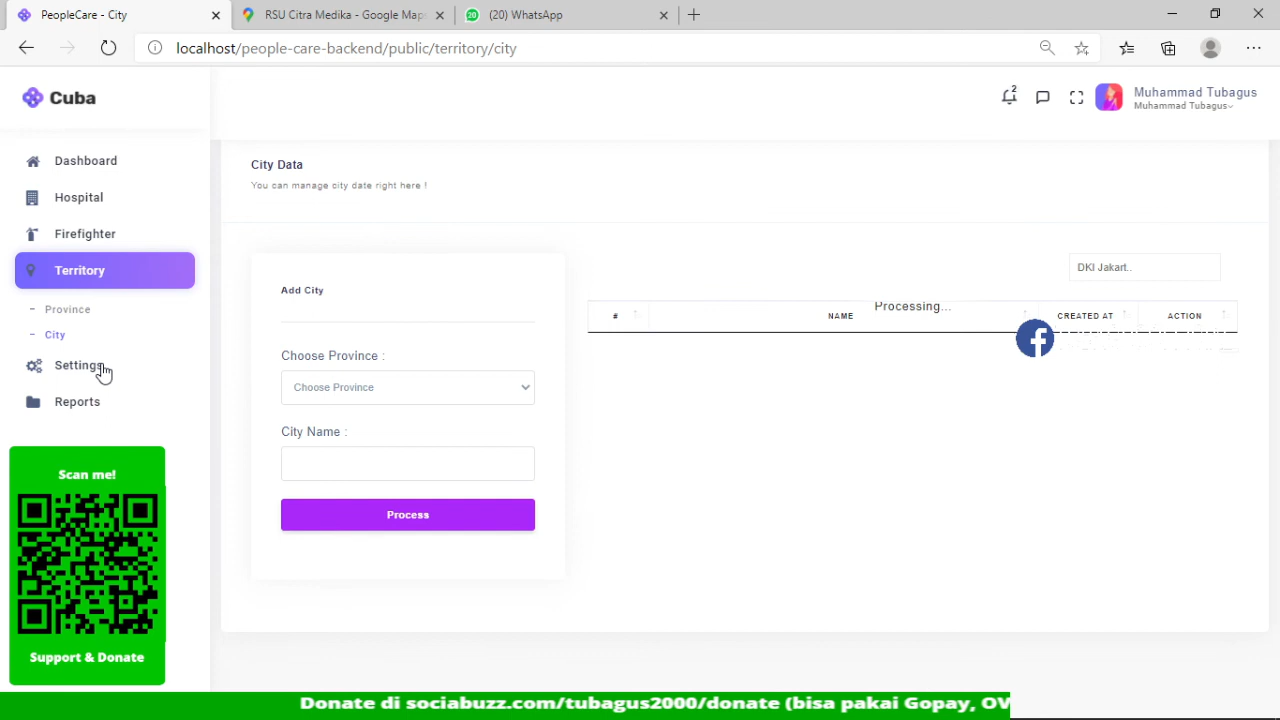 PeopleCare - City
RSU Citra Medika - Google Maps
(20) WhatsApp
localhost/people-care-backend/public/territory/city
Cuba
2
Muhammad Tubagus
Muhammad Tubagus
Dashboard
Hospital
Firefighter
Territory
- Province
- City
Settings
Reports
City Data
You can manage city date right here !
Add City
Choose Province :
Choose Province
City Name :
Process
DKI Jakart..
Processing...
# NAME CREATED AT ACTION
Scan me!
Support & Donate
Donate di sociabuzz.com/tubagus2000/donate (bisa pakai Gopay, OV